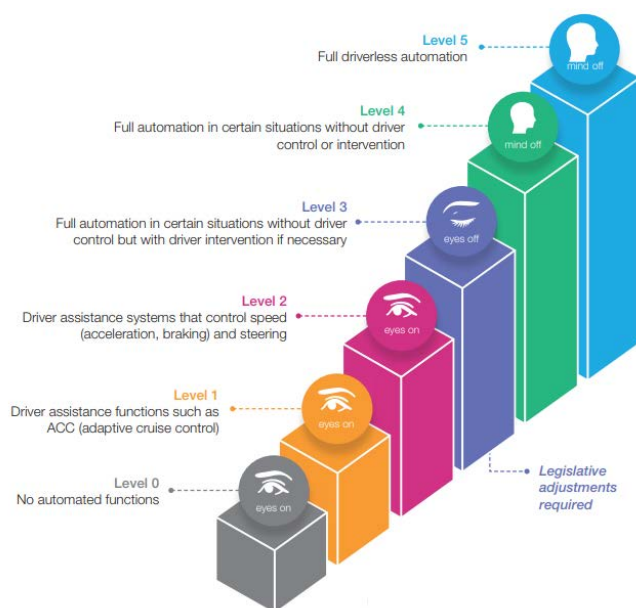 Level 5
Full driverless automation
mind off
Level 4
Full automation in certain situations without driver
control or intervention
mind off
Level 3
Full automation in certain situations without driver
control but with driver intervention if necessary
eyes off
Level 2
Driver assistance systems that control speed
(acceleration, braking) and steering
eyes on
Level 1
Driver assistance functions such as
ACC (adaptive cruise control)
eyes on
Level 0
No automated functions
eyes on
Legislative
adjustments
required